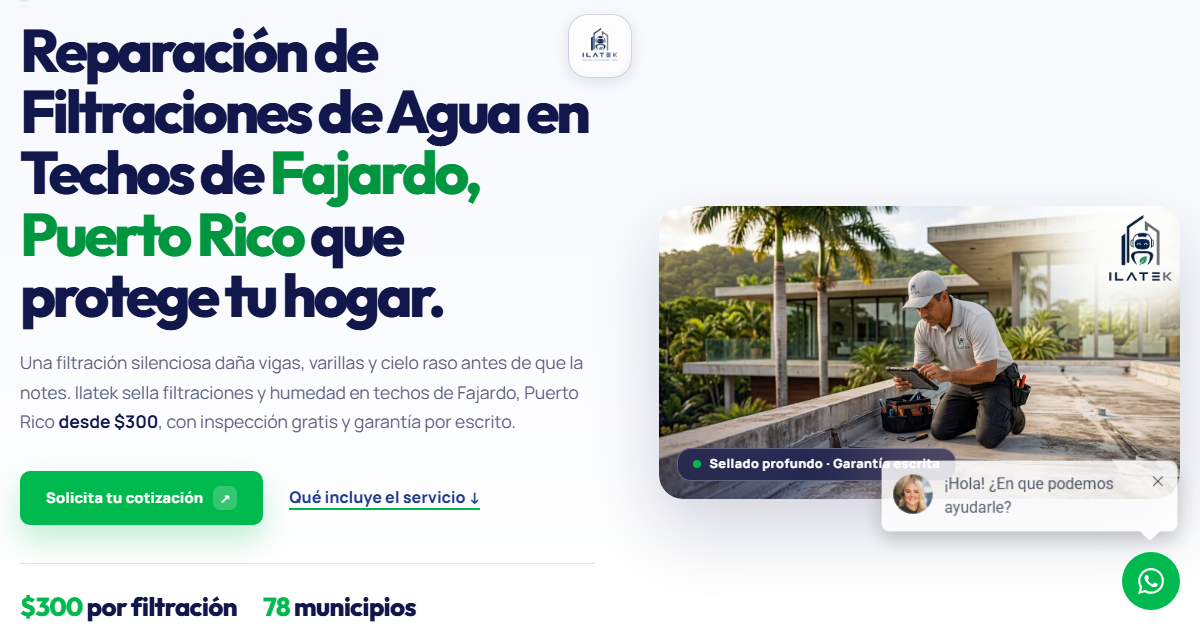 ILATEK
Reparación de
Filtraciones de Agua en
Techos de Fajardo,
Puerto Rico que
protege tu hogar.
Una filtración silenciosa daña vigas, varillas y cielo raso antes de que la
notes. Ilatek sella filtraciones y humedad en techos de Fajardo, Puerto
Rico desde $300, con inspección gratis y garantía por escrito.
Solicita tu cotización ↗
Qué incluye el servicio ↓
$300 por filtración
78 municipios
ILATEK
Sellado profundo · Garantía escrita
¡Hola! ¿En que podemos
ayudarle?